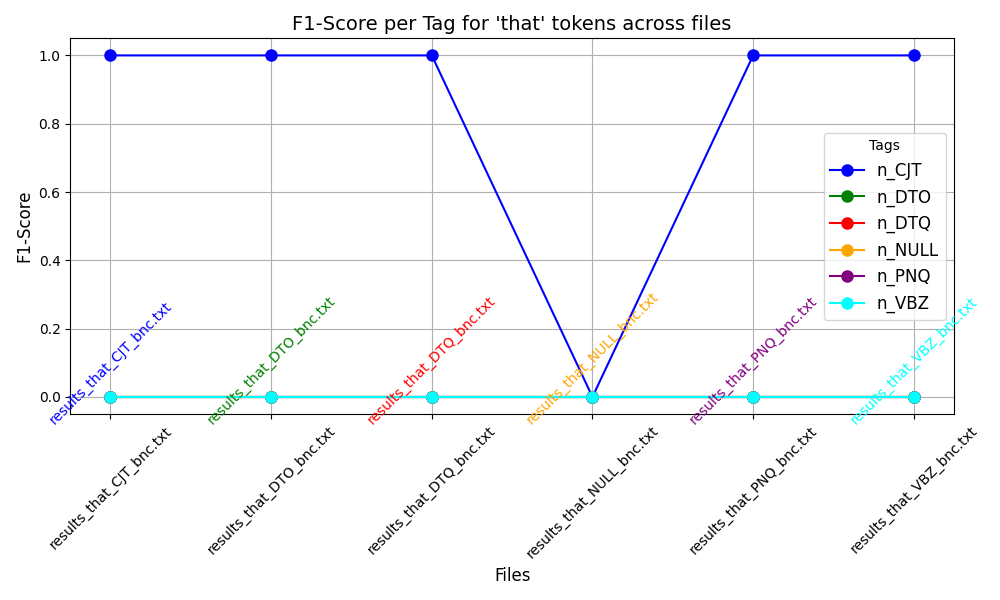 F1-Score per Tag for 'that' tokens across files
F1-Score
1.0
0.8
0.6
0.4
0.2
0.0
Tags
n_CJT
n_DTO
n_DTQ
n_NULL
n_PNQ
n_VBZ
results_that_CJT_bnc.txt
results_that_DTO_bnc.txt
results_that_DTQ_bnc.txt
results_that_NULL_bnc.txt
results_that_PNQ_bnc.txt
results_that_VBZ_bnc.txt
results_that_CJT_bnc.txt
results_that_DTO_bnc.txt
results_that_DTQ_bnc.txt
results_that_NULL_bnc.txt
results_that_PNQ_bnc.txt
results_that_VBZ_bnc.txt
Files